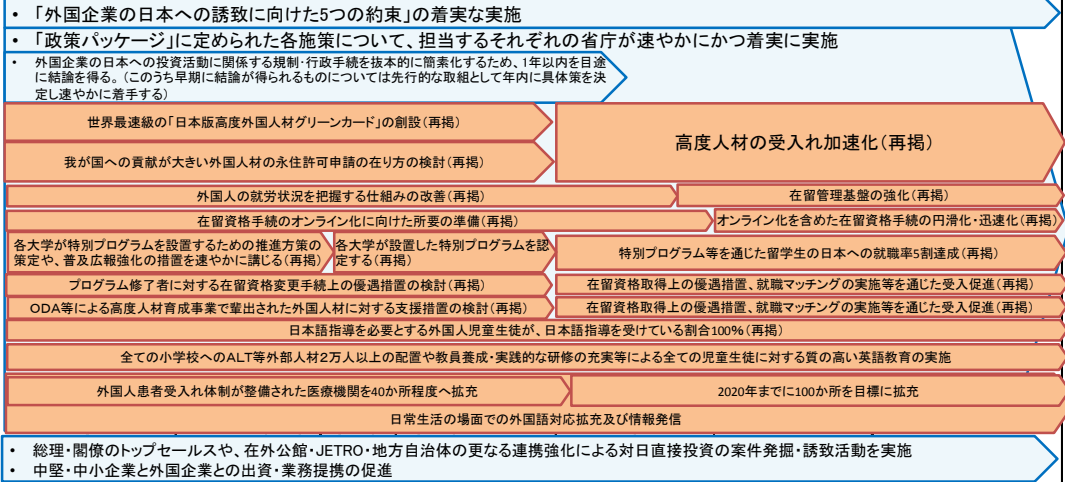 ・「外国企業の日本への誘致に向けた5つの約束」の着実な実施
・「政策パッケージ」に定められた各施策について、担当するそれぞれの省庁が速やかにかつ着実に実施
・ 外国企業の日本への投資活動に関係する規制・行政手続を抜本的に簡素化するため、1年以内を目途
に結論を得る。(このうち早期に結論が得られるものについては先行的な取組として年内に具体策を決
定し速やかに着手する)
世界最速級の「日本版高度外国人材グリーンカード」の創設(再掲)
高度人材の受入れ加速化(再掲)
我が国への貢献が大きい外国人材の永住許可申請の在り方の検討(再掲)
外国人の就労状況を把握する仕組みの改善(再掲)
在留管理基盤の強化(再掲)
在留資格手続のオンライン化に向けた所要の準備(再掲)
オンライン化を含めた在留資格手続の円滑化・迅速化(再掲)
各大学が特別プログラムを設置するための推進方策の
策定や、普及広報強化の措置を速やかに講じる(再掲)
各大学が設置した特別プログラムを認
定する(再掲)
特別プログラム等を通じた留学生の日本への就職率5割達成(再掲)
プログラム修了者に対する在留資格変更手続上の優遇措置の検討(再掲)
在留資格取得上の優遇措置、就職マッチングの実施等を通じた受入促進(再掲)
ODA等による高度人材育成事業で輩出された外国人材に対する支援措置の検討(再掲)
在留資格取得上の優遇措置、就職マッチングの実施等を通じた受入促進(再掲)
日本語指導を必要とする外国人児童生徒が、日本語指導を受けている割合100%(再掲)
全ての小学校へのALT等外部人材2万人以上の配置や教員養成・実践的な研修の充実等による全ての児童生徒に対する質の高い英語教育の実施
外国人患者受入れ体制が整備された医療機関を40か所程度へ拡充
2020年までに100か所を目標に拡充
日常生活の場面での外国語対応拡充及び情報発信
・ 総理・閣僚のトップセールスや、在外公館・JETRO・地方自治体の更なる連携強化による対日直接投資の案件発掘・誘致活動を実施
・ 中堅・中小企業と外国企業との出資・業務提携の促進